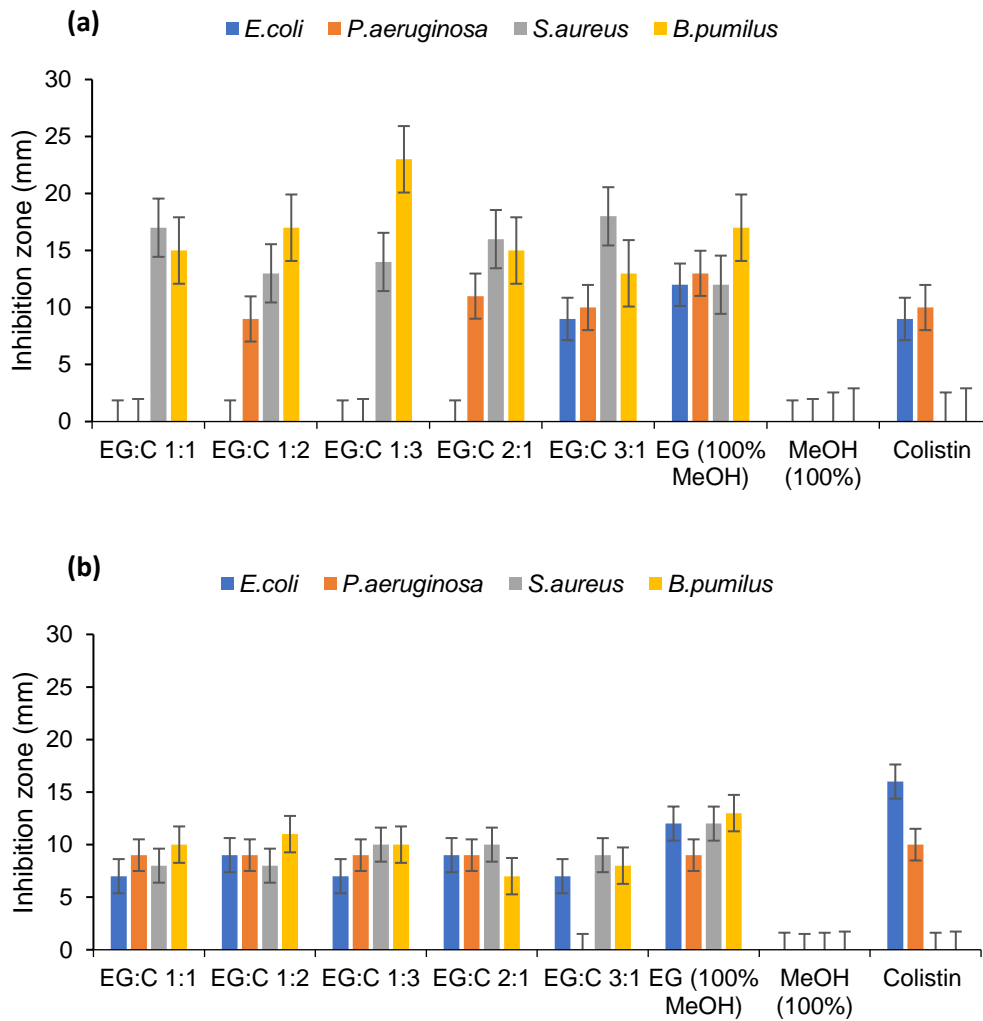 (a)
E.coli P.aeruginosa S.aureus B.pumilus
Inhibition zone (mm)
30
25
20
15
10
5
0
EG:C 1:1 EG:C 1:2 EG:C 1:3 EG:C 2:1 EG:C 3:1 EG (100% MeOH (100%) Colistin
MeOH)
(b)
E.coli P.aeruginosa S.aureus B.pumilus
Inhibition zone (mm)
30
25
20
15
10
5
0
EG:C 1:1 EG:C 1:2 EG:C 1:3 EG:C 2:1 EG:C 3:1 EG (100% MeOH (100%) Colistin
MeOH)